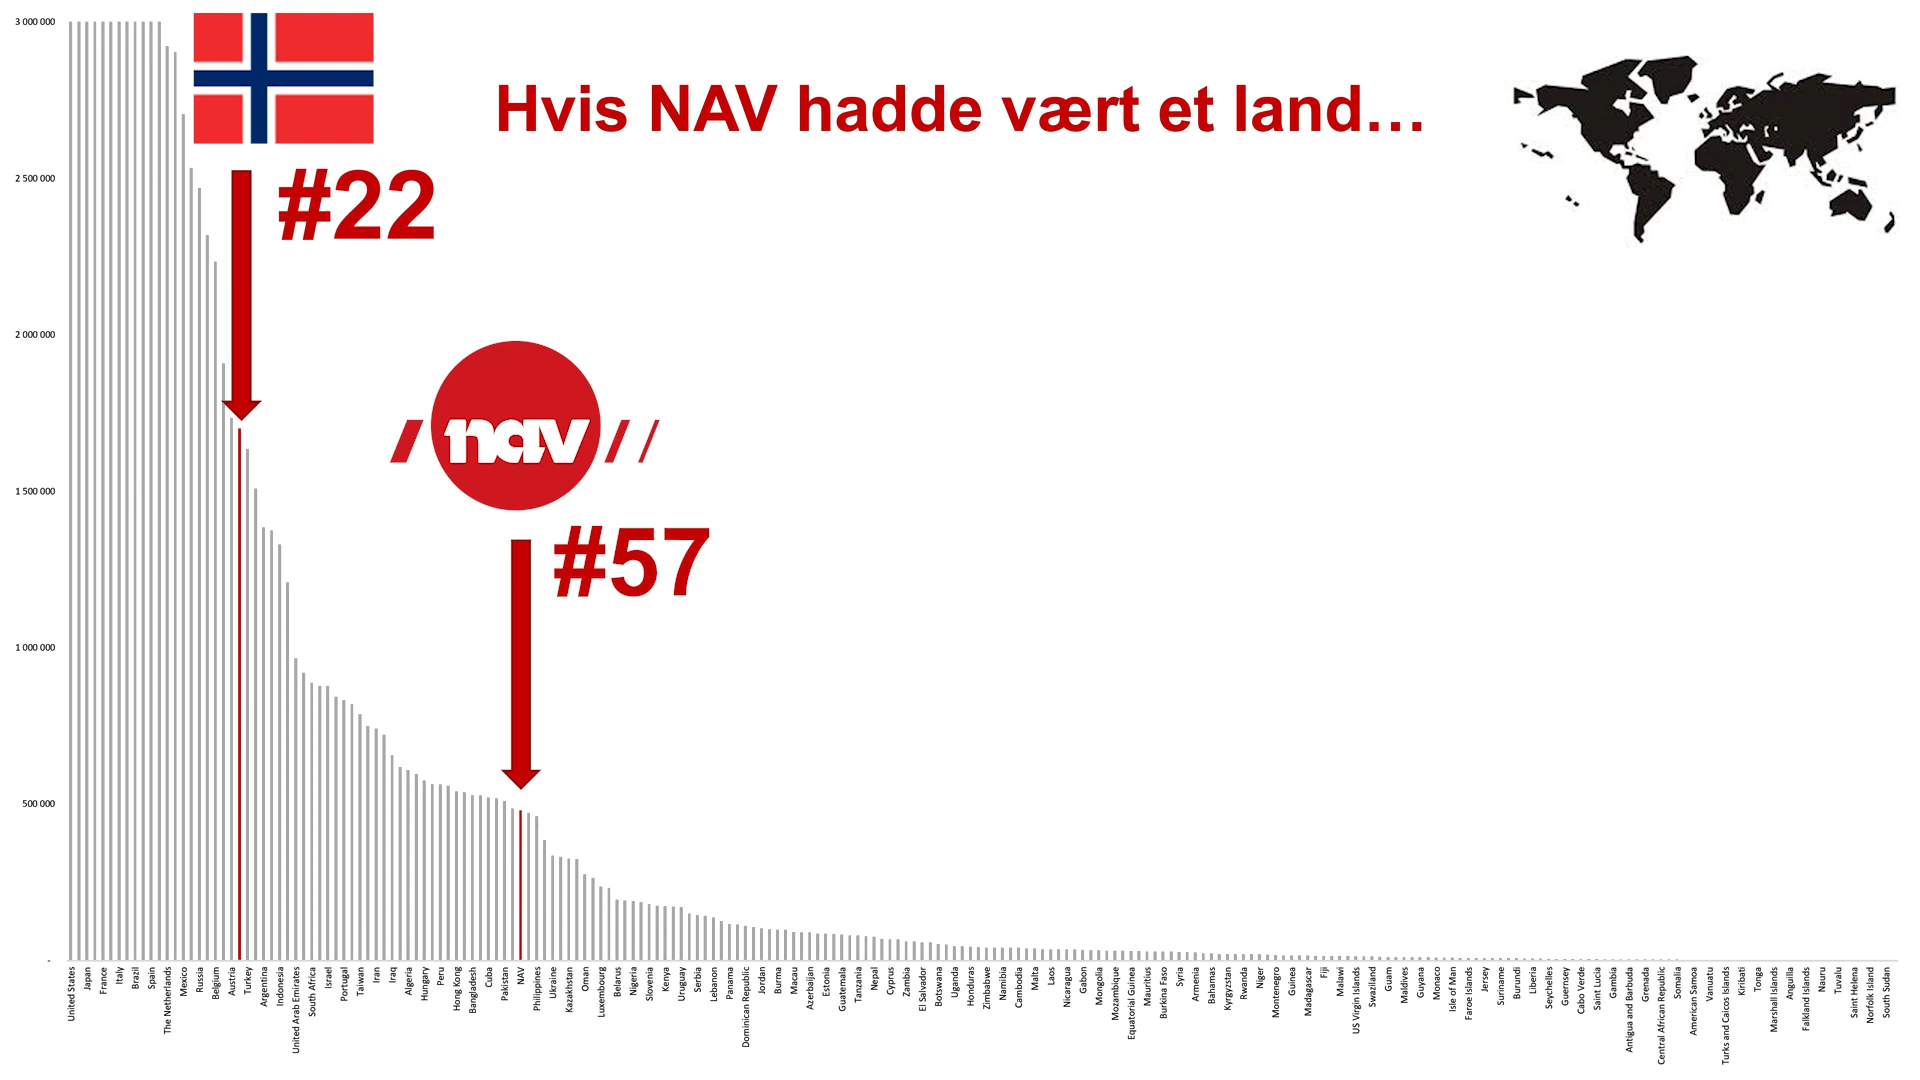 Hvis NAV hadde vært et land...
#22
nav
#57
3 000 000
2 500 000
2 000 000
1 500 000
1 000 000
500 000
-
United States
Japan
France
Italy
Brazil
Spain
The Netherlands
Mexico
Russia
Belgium
Austria
Turkey
Argentina
Indonesia
United Arab Emirates
South Africa
Israel
Portugal
Taiwan
Iran
Iraq
Algeria
Hungary
Peru
Hong Kong
Bangladesh
Cuba
Pakistan
NAV
Philippines
Ukraine
Kazakhstan
Oman
Luxembourg
Belarus
Nigeria
Slovenia
Kenya
Uruguay
Serbia
Lebanon
Panama
Dominican Republic
Jordan
Burma
Macau
Azerbaijan
Estonia
Guatemala
Tanzania
Nepal
Cyprus
Zambia
El Salvador
Botswana
Uganda
Honduras
Zimbabwe
Namibia
Cambodia
Malta
Laos
Nicaragua
Gabon
Mongolia
Mozambique
Equatorial Guinea
Mauritius
Burkina Faso
Syria
Armenia
Bahamas
Kyrgyzstan
Rwanda
Niger
Montenegro
Guinea
Madagascar
Fiji
Malawi
US Virgin Islands
Swaziland
Guam
Maldives
Guyana
Monaco
Isle of Man
Faroe Islands
Jersey
Suriname
Burundi
Liberia
Seychelles
Guernsey
Cabo Verde
Saint Lucia
Gambia
Antigua and Barbuda
Grenada
Central African Republic
Somalia
American Samoa
Vanuatu
Turks and Caicos Islands
Kiribati
Tonga
Marshall Islands
Anguilla
Falkland Islands
Nauru
Tuvalu
Saint Helena
Norfolk Island
South Sudan